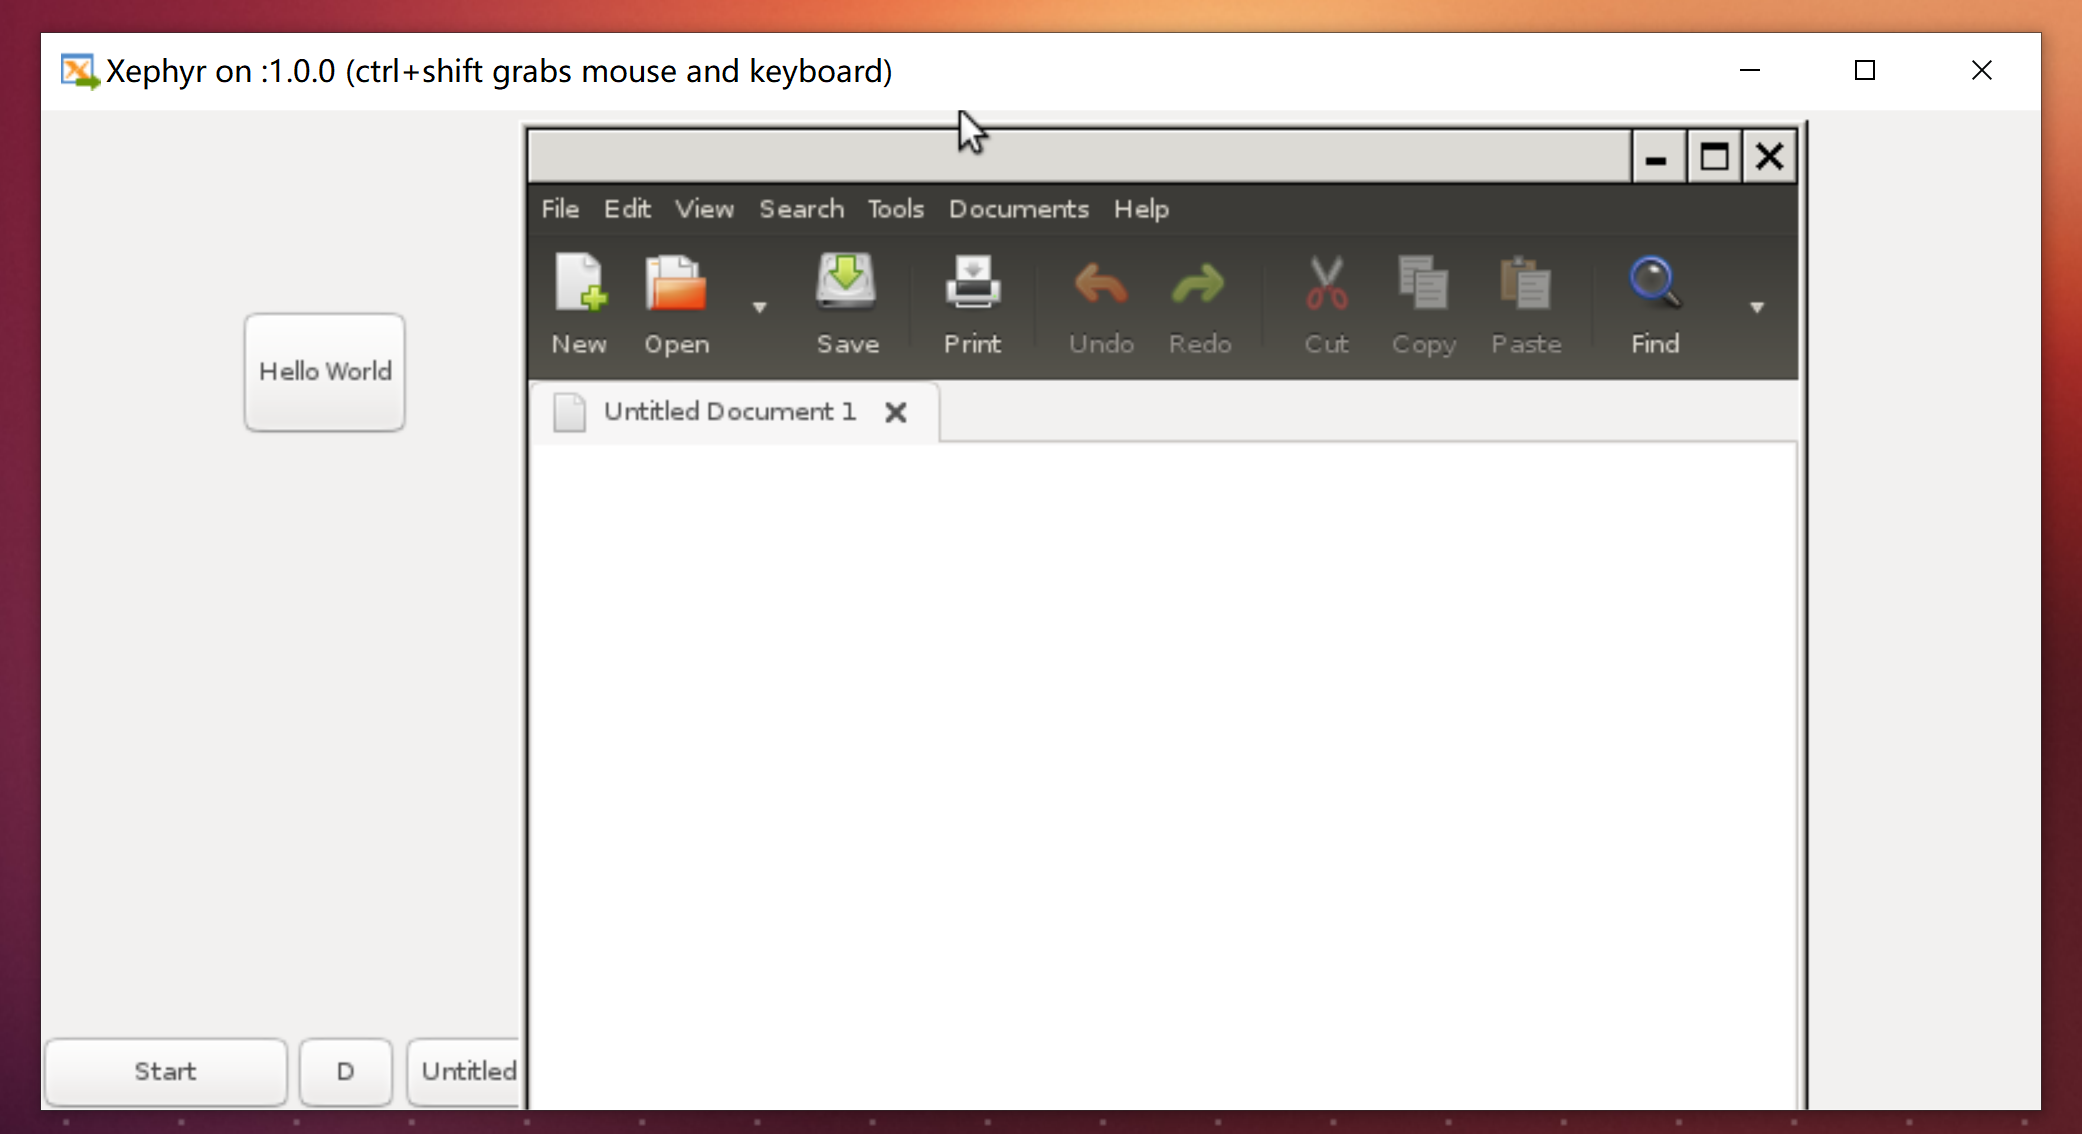 Xephyr on :1.0.0 (ctrl+shift grabs mouse and keyboard)
File Edit View Search Tools Documents Help
New Open Save Print Undo Redo Cut Copy Paste Find
Untitled Document 1
Hello World
Start D Untitled